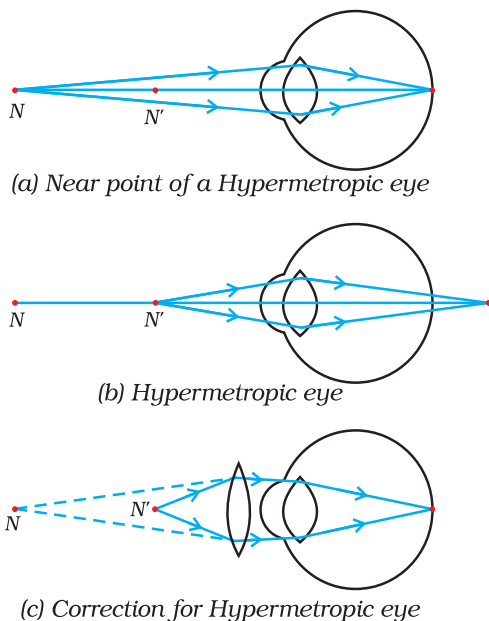 N N′
(a) Near point of a Hypermetropic eye
N N′
(b) Hypermetropic eye
N N′
(c) Correction for Hypermetropic eye